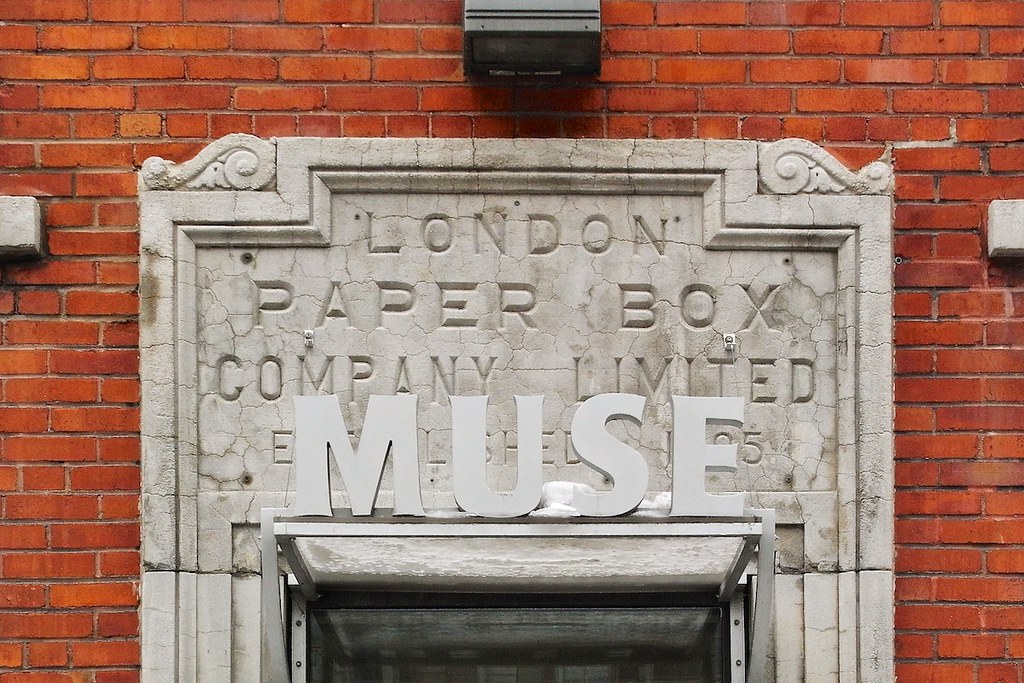 LONDON
PAPER BOX
COMPANY LIMITED
MUSE